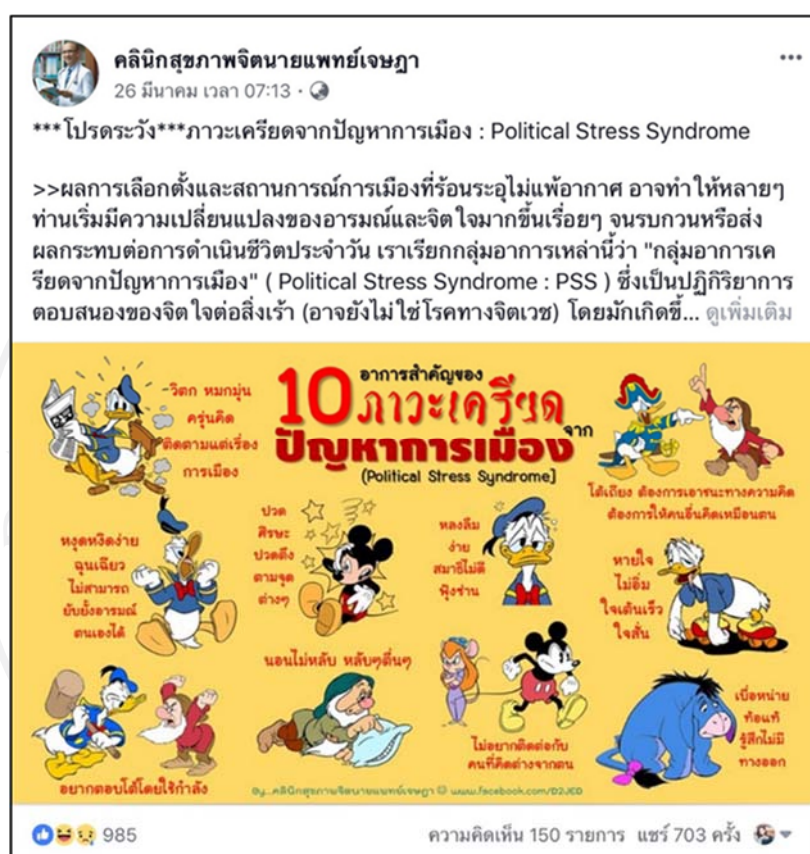 คลินิกสุขภาพจิตนายแพทย์เจษฎา
26 มีนาคม เวลา 07:13
***โปรดระวัง***ภาวะเครียดจากปัญหาการเมือง : Political Stress Syndrome
>>ผลการเลือกตั้งและสถานการณ์การเมืองที่ร้อนระอุไม่แพ้อากาศ อาจทำให้หลายๆ
ท่านเริ่มมีความเปลี่ยนแปลงของอารมณ์และจิตใจมากขึ้นเรื่อยๆ จนรบกวนหรือส่ง
ผลกระทบต่อการดำเนินชีวิตประจำวัน เราเรียกกลุ่มอาการเหล่านี้ว่า "กลุ่มอาการเค
รียดจากปัญหาการเมือง" ( Political Stress Syndrome : PSS ) ซึ่งเป็นปฏิกิริยาการ
ตอบสนองของจิตใจต่อสิ่งเร้า (อาจยังไม่ใช่โรคทางจิตเวช) โดยมักเกิดขึ้... ดูเพิ่มเติม
10
อาการสำคัญของ
ภาวะเครียด
จาก
ปัญหาการเมือง
(Political Stress Syndrome]
-วิตก หมกมุ่น
ครุ่นคิด
ติดตามแต่เรื่อง
การเมือง
โต้เถียง ต้องการเอาชนะทางความคิด
ต้องการให้คนอื่นคิดเหมือนตน
หงุดหงิดง่าย
ฉุนเฉียว
ไม่สามารถ
ยับยั้งอารมณ์
ตนเองได้
ปวด
ศีรษะ
ปวดตึง
ตามจุด
ต่างๆ
หลงลืม
ง่าย
สมาธิไม่ดี
ฟุ้งซ่าน
หายใจ
ไม่อิ่ม
ใจเต้นเร็ว
ใจสั่น
อยากตอบโต้โดยใช้กำลัง
นอนไม่หลับ หลับๆตื่นๆ
ไม่อยากติดต่อกับ
คนที่คิดต่างจากตน
เบื่อหน่าย
ท้อแท้
รู้สึกไม่มี
ทางออก
By...คลินิกสุขภาพจิตนายแพทย์เจษฎา © www.facebook.com/D2JED
985
ความคิดเห็น 150 รายการ แชร์ 703 ครั้ง